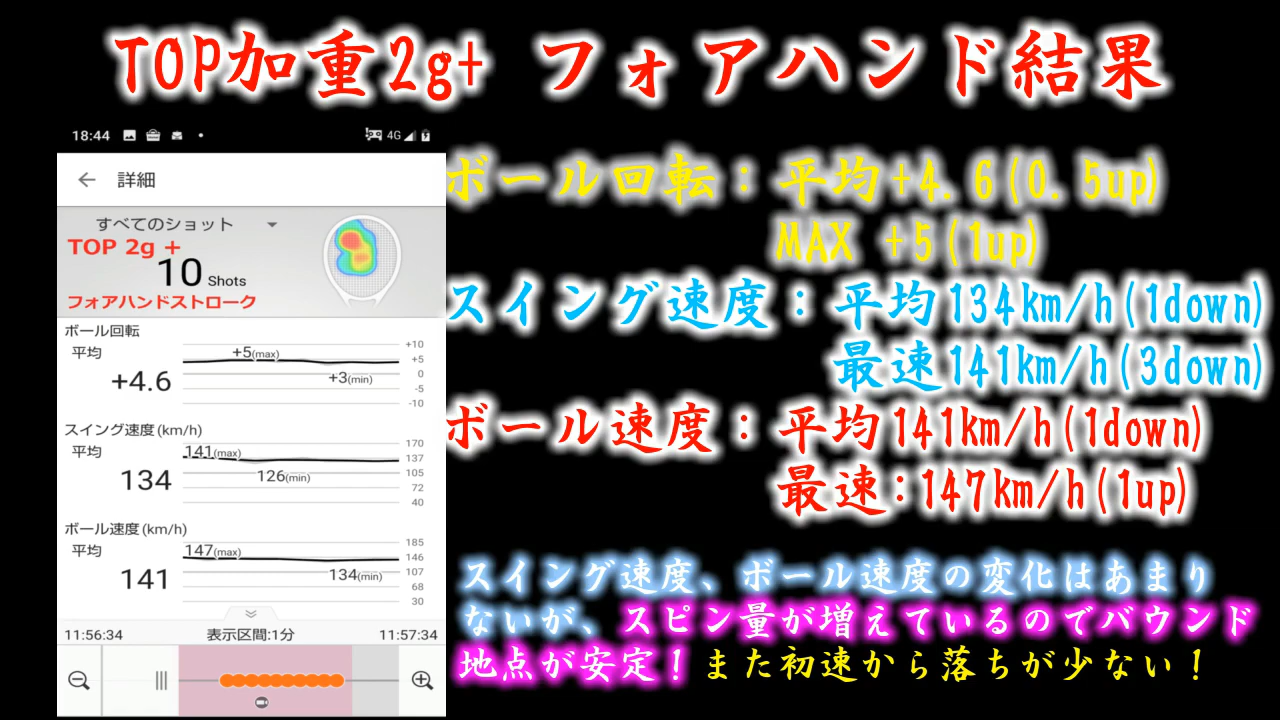 TOP加重2g+ フォアハンド結果
18:44
4G
詳細
すべてのショット
TOP 2g +
10 Shots
フォアハンドストローク
ボール回転
平均
+4.6
+5(max)
+3(min)
+10
+5
0
-5
-10
スイング速度(km/h)
平均
134
141(max)
126(min)
170
137
105
72
40
ボール速度(km/h)
平均
141
147(max)
134(min)
185
146
107
68
30
11:56:34
表示区間:1分
11:57:34
ボール回転：平均+4.6(0.5up)
MAX +5(1up)
スイング速度：平均134km/h(1down)
最速141km/h(3down)
ボール速度：平均141km/h(1down)
最速:147km/h(1up)
スイング速度、ボール速度の変化はあまり
ないが、スピン量が増えているのでバウンド
地点が安定！また初速から落ちが少ない！